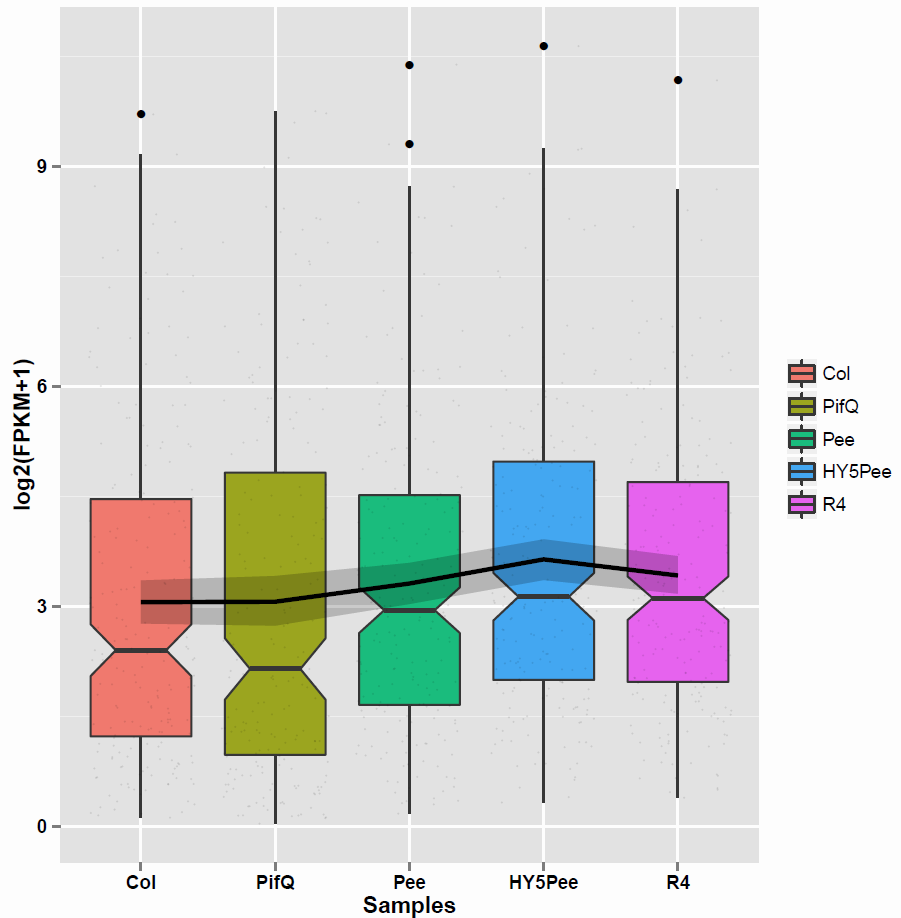 log2(FPKM+1)
9
6
3
0
Col PifQ Pee HY5Pee R4
Samples
Col
PifQ
Pee
HY5Pee
R4